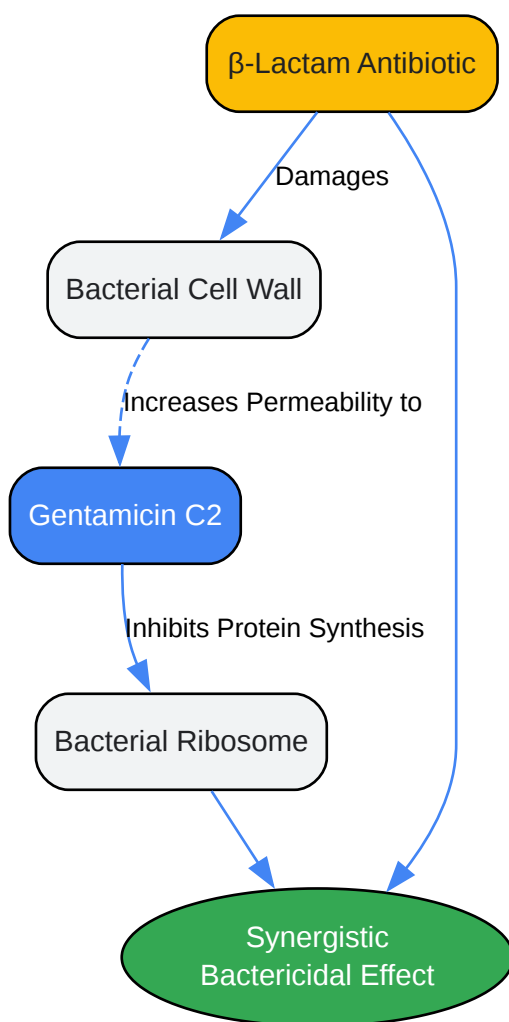 β-Lactam Antibiotic
Damages
Bacterial Cell Wall
Increases Permeability to
Gentamicin C2
Inhibits Protein Synthesis
Bacterial Ribosome
Synergistic
Bactericidal Effect